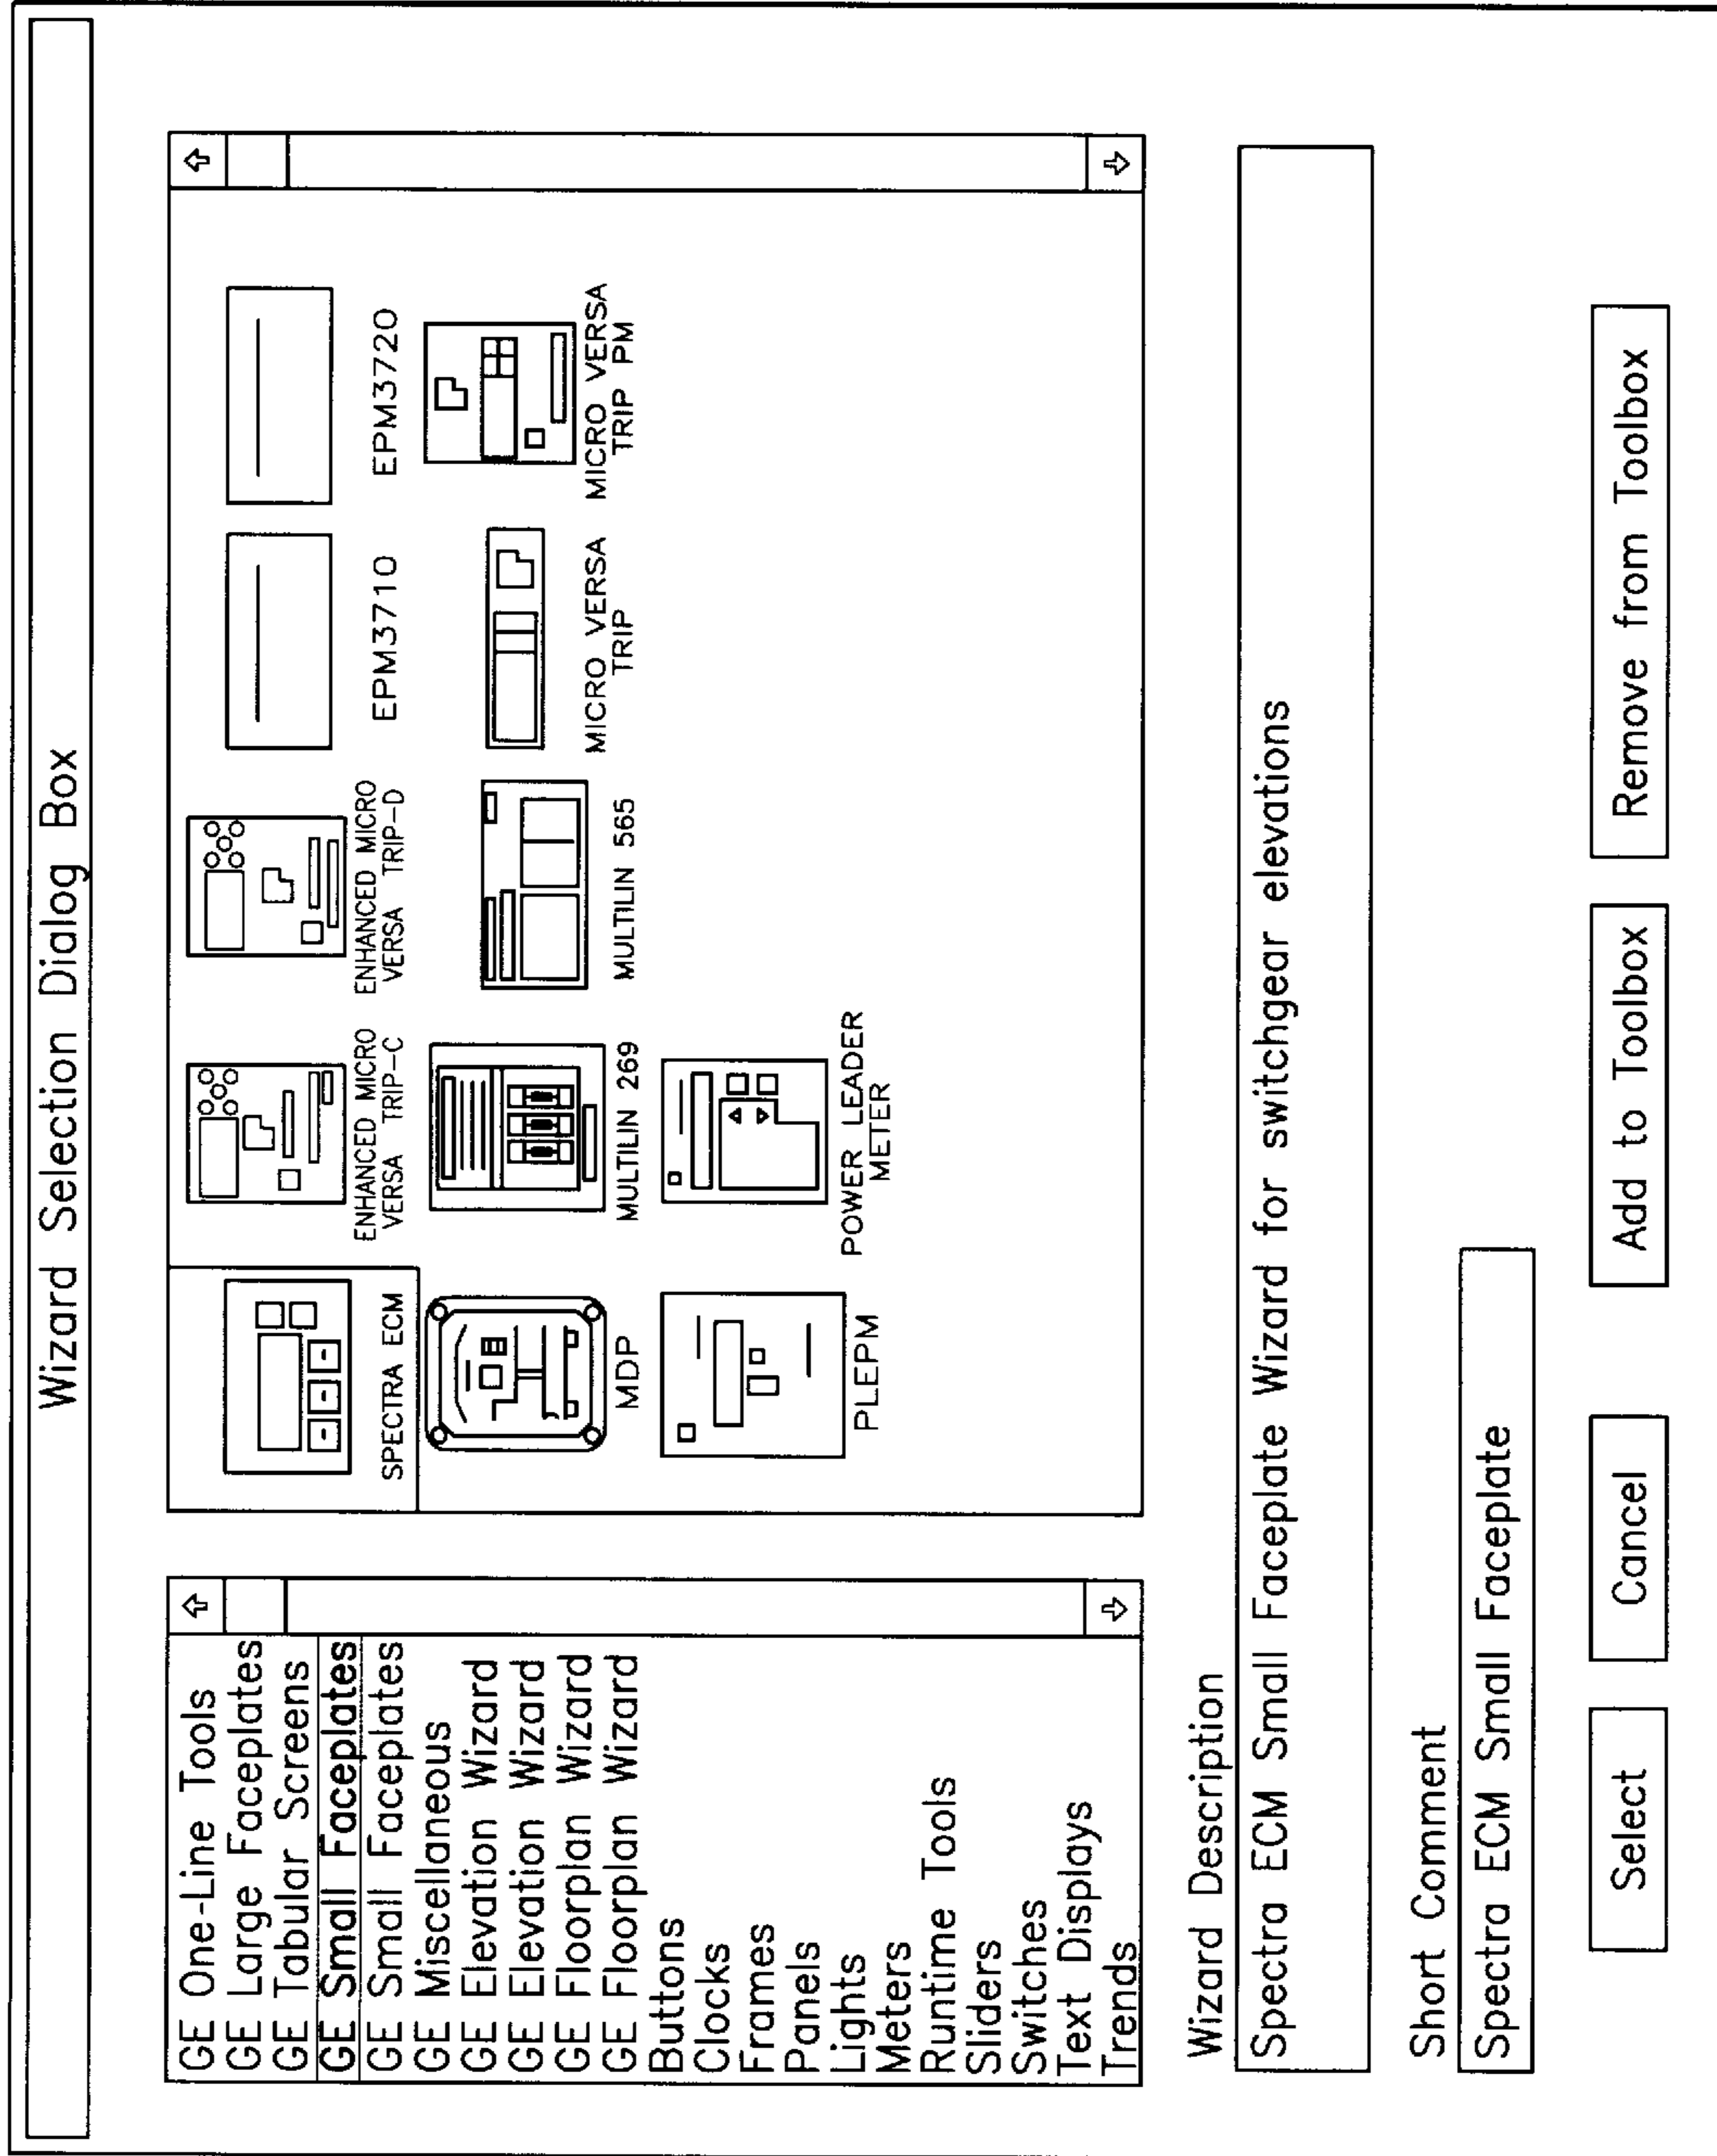 Wizard Selection Dialog Box
GE One-Line Tools
GE Large Faceplates
GE Tabular Screens
GE Small Faceplates
GE Small Faceplates
GE Miscellaneous
GE Elevation Wizard
GE Elevation Wizard
GE Floorplan Wizard
GE Floorplan Wizard
Buttons
Clocks
Frames
Panels
Lights
Meters
Runtime Tools
Sliders
Switches
Text Displays
Trends
SPECTRA ECM
ENHANCED MICRO
VERSA TRIP-C
ENHANCED MICRO
VERSA TRIP-D
EPM3710
EPM3720
MDP
MULTILIN 269
MULTILIN 565
MICRO VERSA
TRIP
MICRO VERSA
TRIP PM
PLEPM
POWER LEADER
METER
Wizard Description
Spectra ECM Small Faceplate Wizard for switchgear elevations
Short Comment
Spectra ECM Small Faceplate
Select
Cancel
Add to Toolbox
Remove from Toolbox